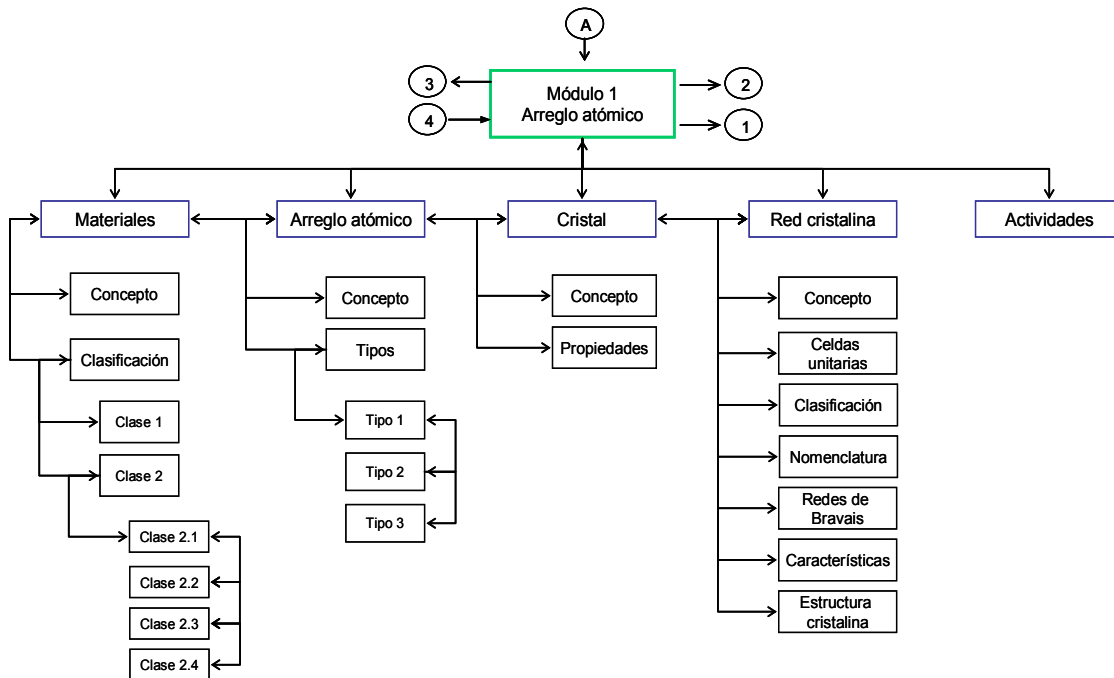 A
3
4
Módulo 1
Arreglo atómico
2
1
Materiales
Arreglo atómico
Cristal
Red cristalina
Actividades
Concepto
Clasificación
Clase 1
Clase 2
Clase 2.1
Clase 2.2
Clase 2.3
Clase 2.4
Concepto
Tipos
Tipo 1
Tipo 2
Tipo 3
Concepto
Propiedades
Concepto
Celdas
unitarias
Clasificación
Nomenclatura
Redes de
Bravais
Características
Estructura
cristalina